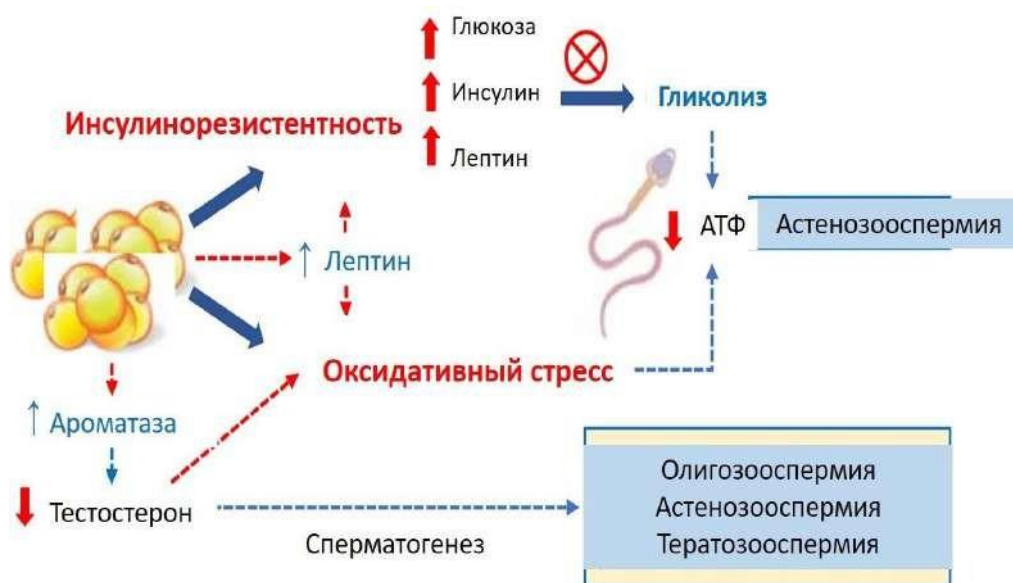 Глюкоза
Инсулин
Гликолиз
Инсулинорезистентность
Лептин
АТФ
Астенозооспермия
↑ Лептин
Оксидативный стресс
↑ Ароматаза
Тестостерон
Сперматогенез
Олигозооспермия
Астенозооспермия
Тератозооспермия